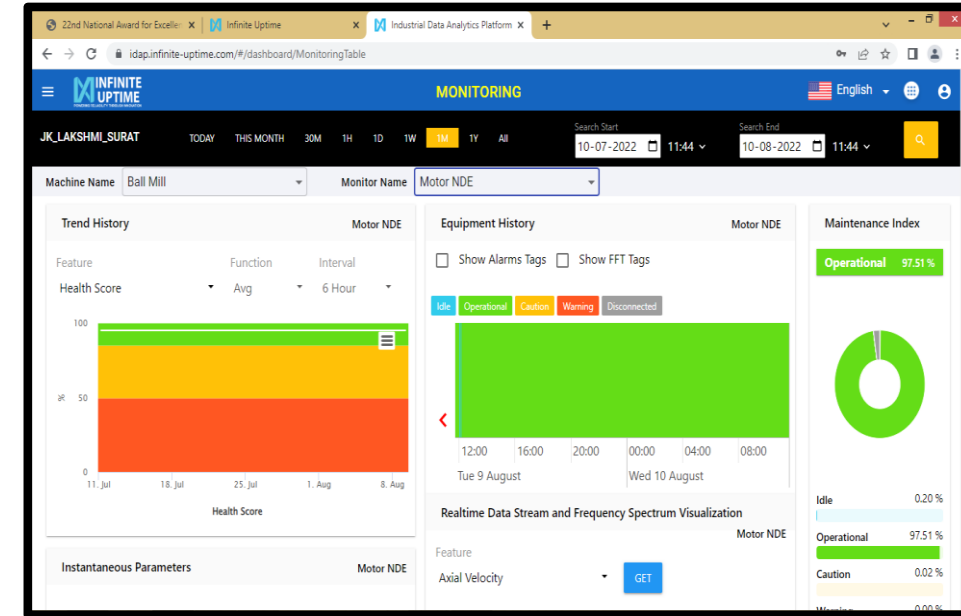 22nd National Award for Excelle
Infinite Uptime
Industrial Data Analytics Platform
idap.infinite-uptime.com/#/dashboard/MonitoringTable
INFINITE
UPTIME
MONITORING
English
JK_LAKSHMI_SURAT
TODAY THIS MONTH 30M 1H 1D 1W 1M 1Y All
Search Start
10-07-2022 11:44
Search End
10-08-2022 11:44
Machine Name Ball Mill
Monitor Name Motor NDE
Trend History Motor NDE
Feature Function Interval
Health Score Avg 6 Hour
100
50
0
%
11. Jul 18. Jul 25. Jul 1. Aug 8. Aug
Health Score
Instantaneous Parameters Motor NDE
Equipment History Motor NDE
Show Alarms Tags Show FFT Tags
Idle Operational Caution Warning Disconnected
12:00 16:00 20:00 00:00 04:00 08:00
Tue 9 August Wed 10 August
Realtime Data Stream and Frequency Spectrum Visualization
Motor NDE
Feature
Axial Velocity GET
Maintenance Index
Operational 97.51 %
Idle 0.20 %
Operational 97.51 %
Caution 0.02 %
Warning 0.00 %